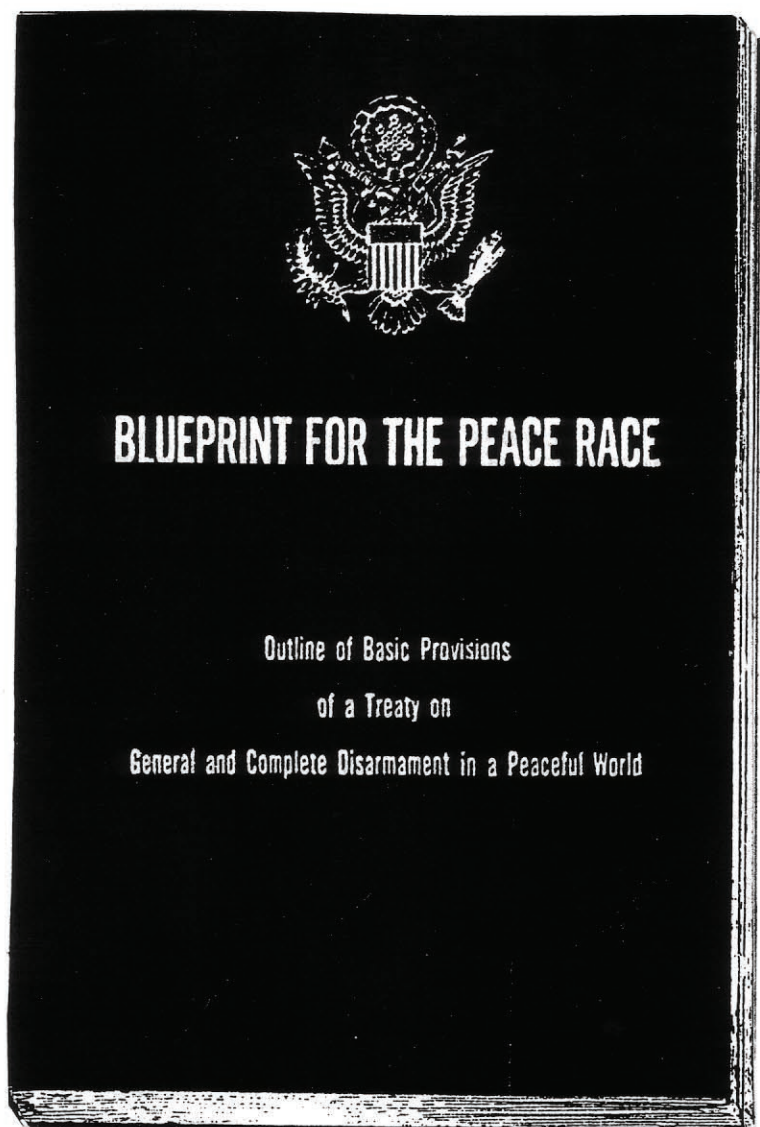 BLUEPRINT FOR THE PEACE RACE
Outline of Basic Provisions
of a Treaty on
General and Complete Disarmament in a Peaceful World